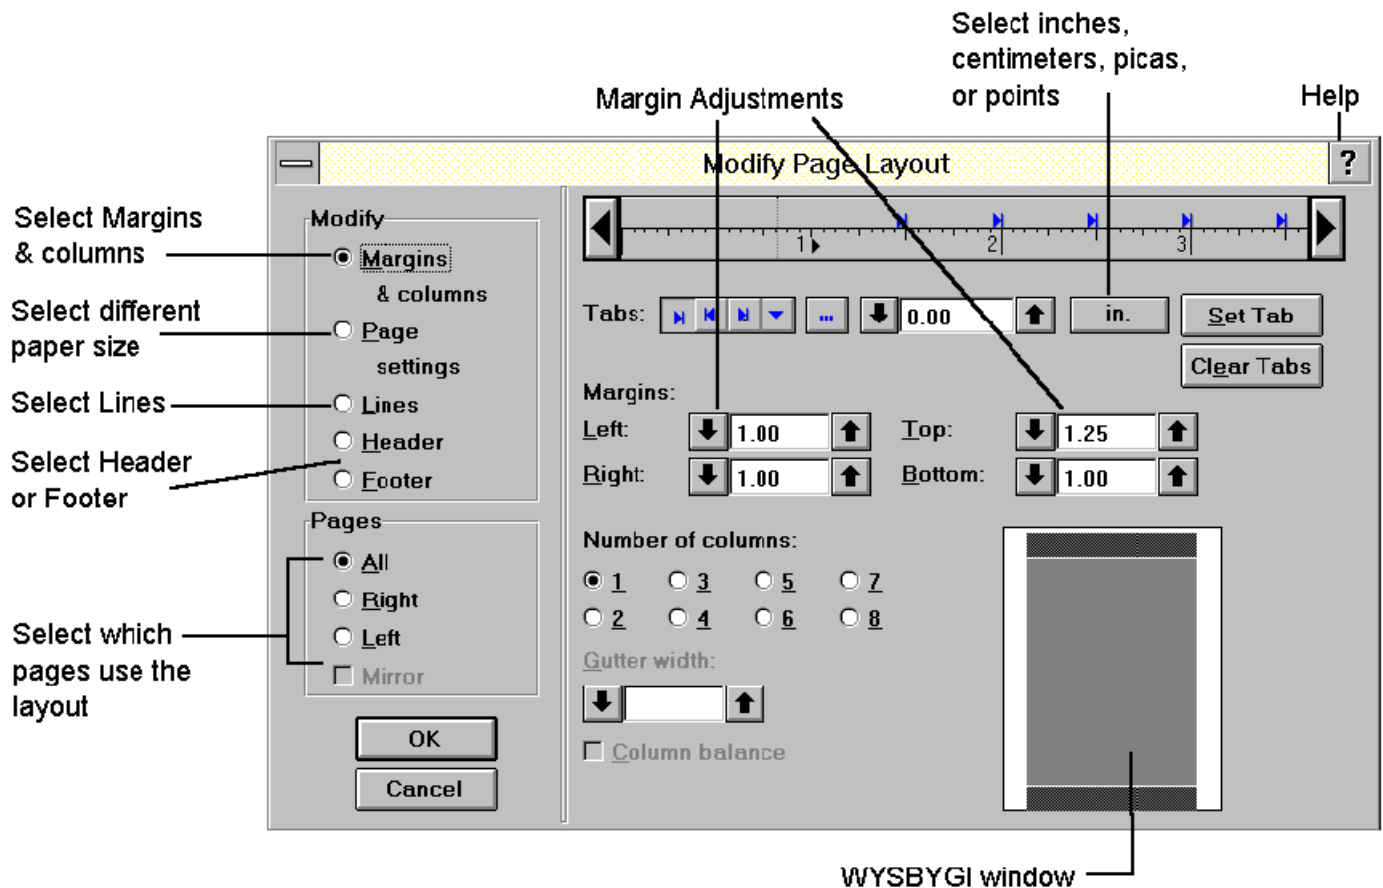 Select inches,
centimeters, picas,
or points
Margin Adjustments
Help
Modify Page Layout
?
Select Margins
& columns
Select different
paper size
Select Lines
Select Header
or Footer
Select which
pages use the
layout
Modify
Margins
& columns
Page
settings
Lines
Header
Footer
Pages
All
Right
Left
Mirror
OK
Cancel
1 2 3
Tabs: ... 0.00 in. Set Tab
Clear Tabs
Margins:
Left: 1.00 Top: 1.25
Right: 1.00 Bottom: 1.00
Number of columns:
1 3 5 7
2 4 6 8
Gutter width:
Column balance
WYSBYGI window